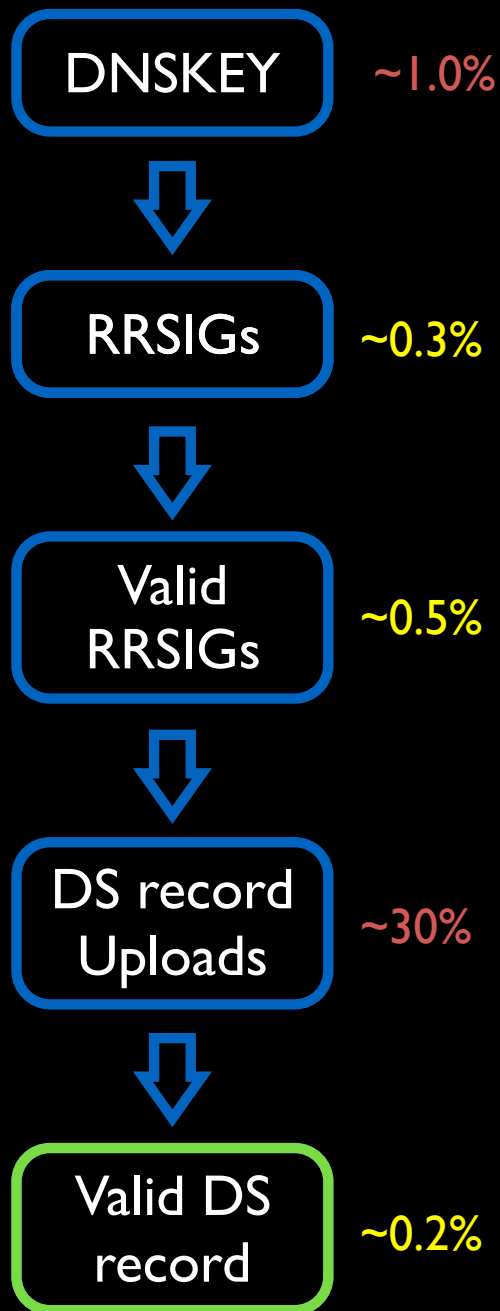 DNSKEY ~1.0%
RRSIGs ~0.3%
Valid
RRSIGs ~0.5%
DS record
Uploads ~30%
Valid DS
record ~0.2%